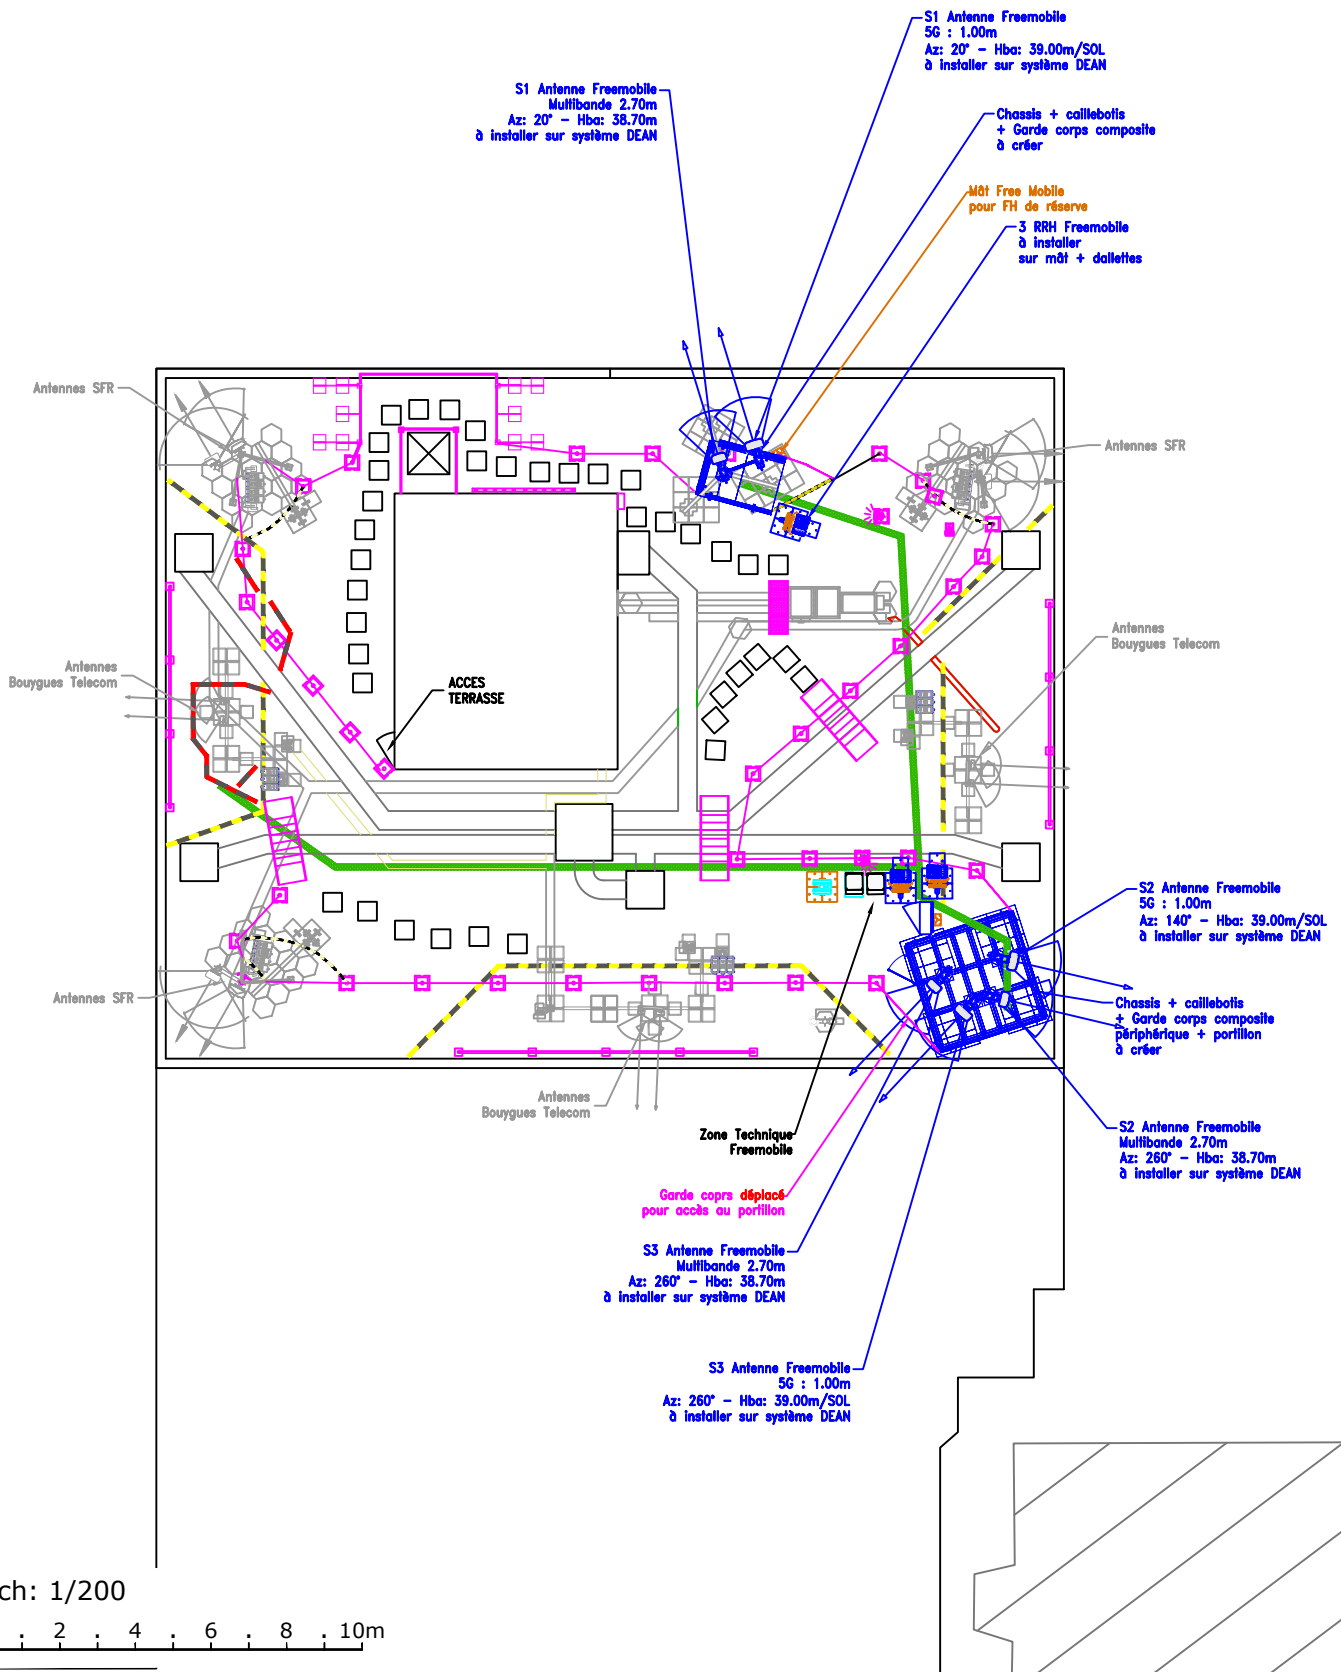 S1 Antenne Freemobile
5G : 1.00m
Az: 20° - Hba: 39.00m/SOL
à installer sur système DEAN
S1 Antenne Freemobile
Multibande 2.70m
Az: 20° - Hba: 38.70m
à installer sur système DEAN
Chassis + caillebotis
+ Garde corps composite
à créer
Mât Free Mobile
pour FH de réserve
3 RRH Freemobile
à installer
sur mât + dallettes
Antennes SFR
Antennes SFR
Antennes
Bouygues Telecom
Antennes
Bouygues Telecom
ACCES
TERRASSE
S2 Antenne Freemobile
5G : 1.00m
Az: 140° - Hba: 39.00m/SOL
à installer sur système DEAN
Antennes SFR
Chassis + caillebotis
+ Garde corps composite
périphérique + portillon
à créer
Antennes
Bouygues Telecom
Zone Technique
Freemobile
S2 Antenne Freemobile
Multibande 2.70m
Az: 260° - Hba: 38.70m
à installer sur système DEAN
Garde coprs déplacé
pour accès au portillon
S3 Antenne Freemobile
Multibande 2.70m
Az: 260° - Hba: 38.70m
à installer sur système DEAN
S3 Antenne Freemobile
5G : 1.00m
Az: 260° - Hba: 39.00m/SOL
à installer sur système DEAN
ch: 1/200
. 2 . 4 . 6 . 8 . 10m